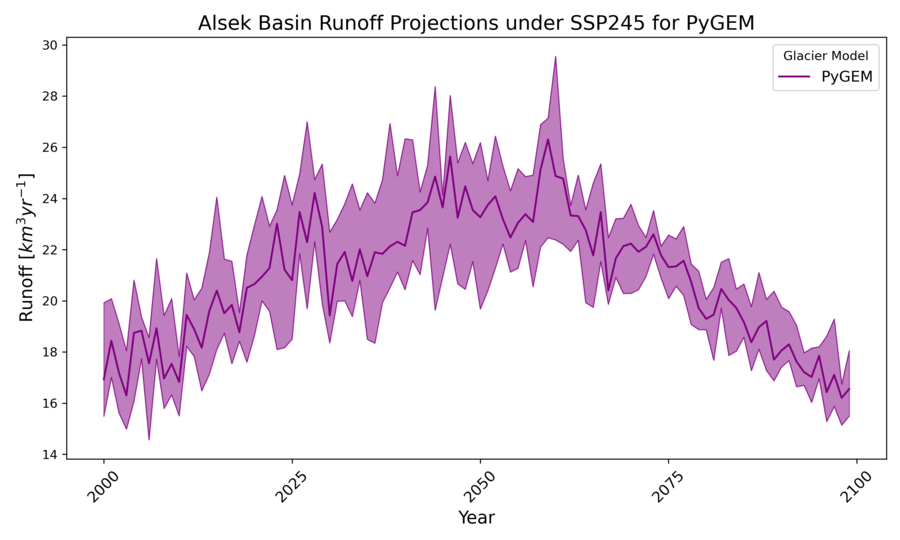 Alsek Basin Runoff Projections under SSP245 for PyGEM
Glacier Model
PyGEM
Runoff [km³yr⁻¹]
30
28
26
24
22
20
18
16
14
2000
2025
2050
2075
2100
Year